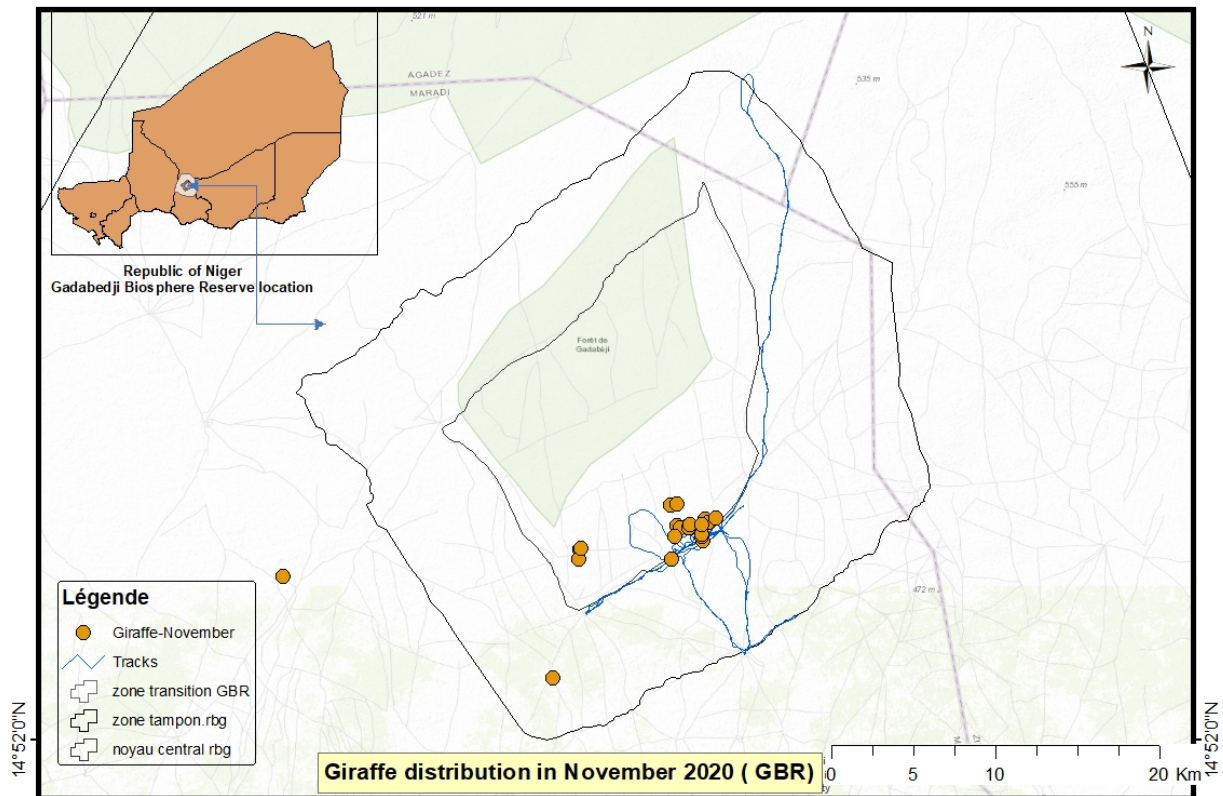 521 m
N
AGADEZ
MARADI
535 m
555 m
Republic of Niger
Gadabedji Biosphere Reserve location
Forêt de
Gadabéji
472 m
Légende
Giraffe-November
Tracks
zone transition GBR
zone tampon.rbg
noyau central rbg
14°52'0"N
14°52'0"N
Giraffe distribution in November 2020 ( GBR)
0 5 10 20 Km